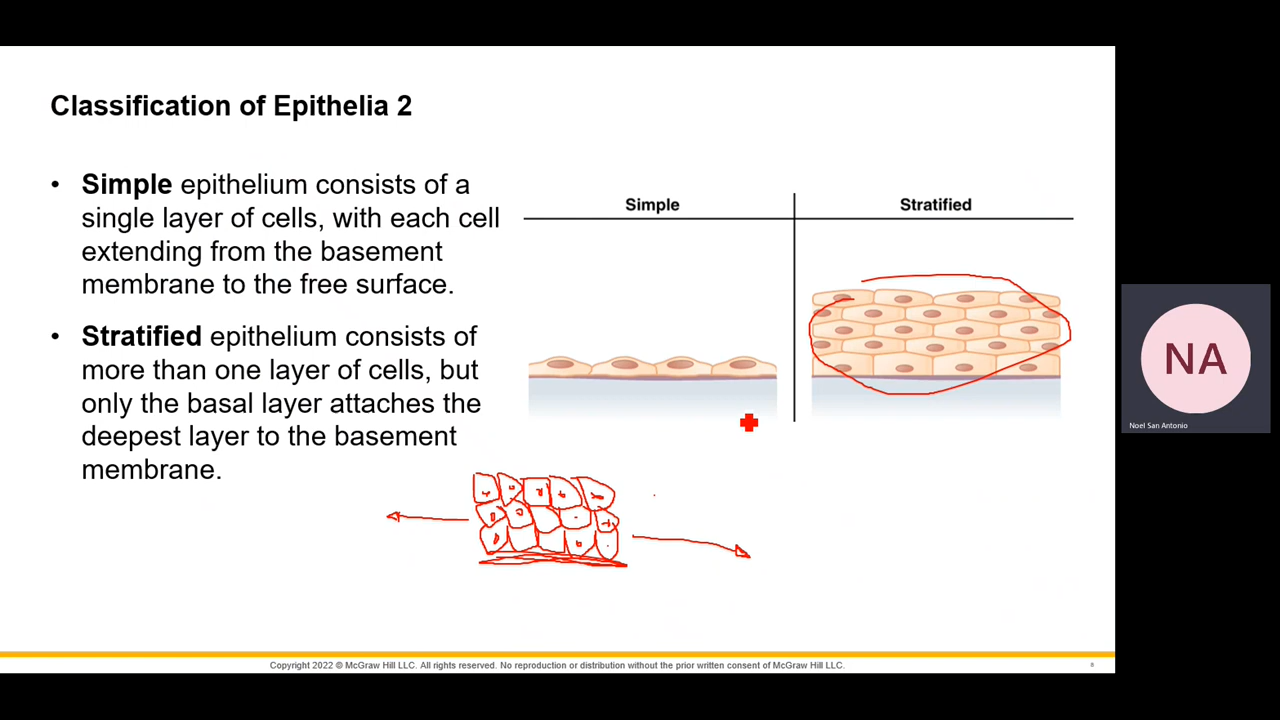 Classification of Epithelia 2
• Simple epithelium consists of a
single layer of cells, with each cell
extending from the basement
membrane to the free surface.
• Stratified epithelium consists of
more than one layer of cells, but
only the basal layer attaches the
deepest layer to the basement
membrane.
Simple
Stratified
NA
Noel San Antonio
Copyright 2022 © McGraw Hill LLC. All rights reserved. No reproduction or distribution without the prior written consent of McGraw Hill LLC.
8